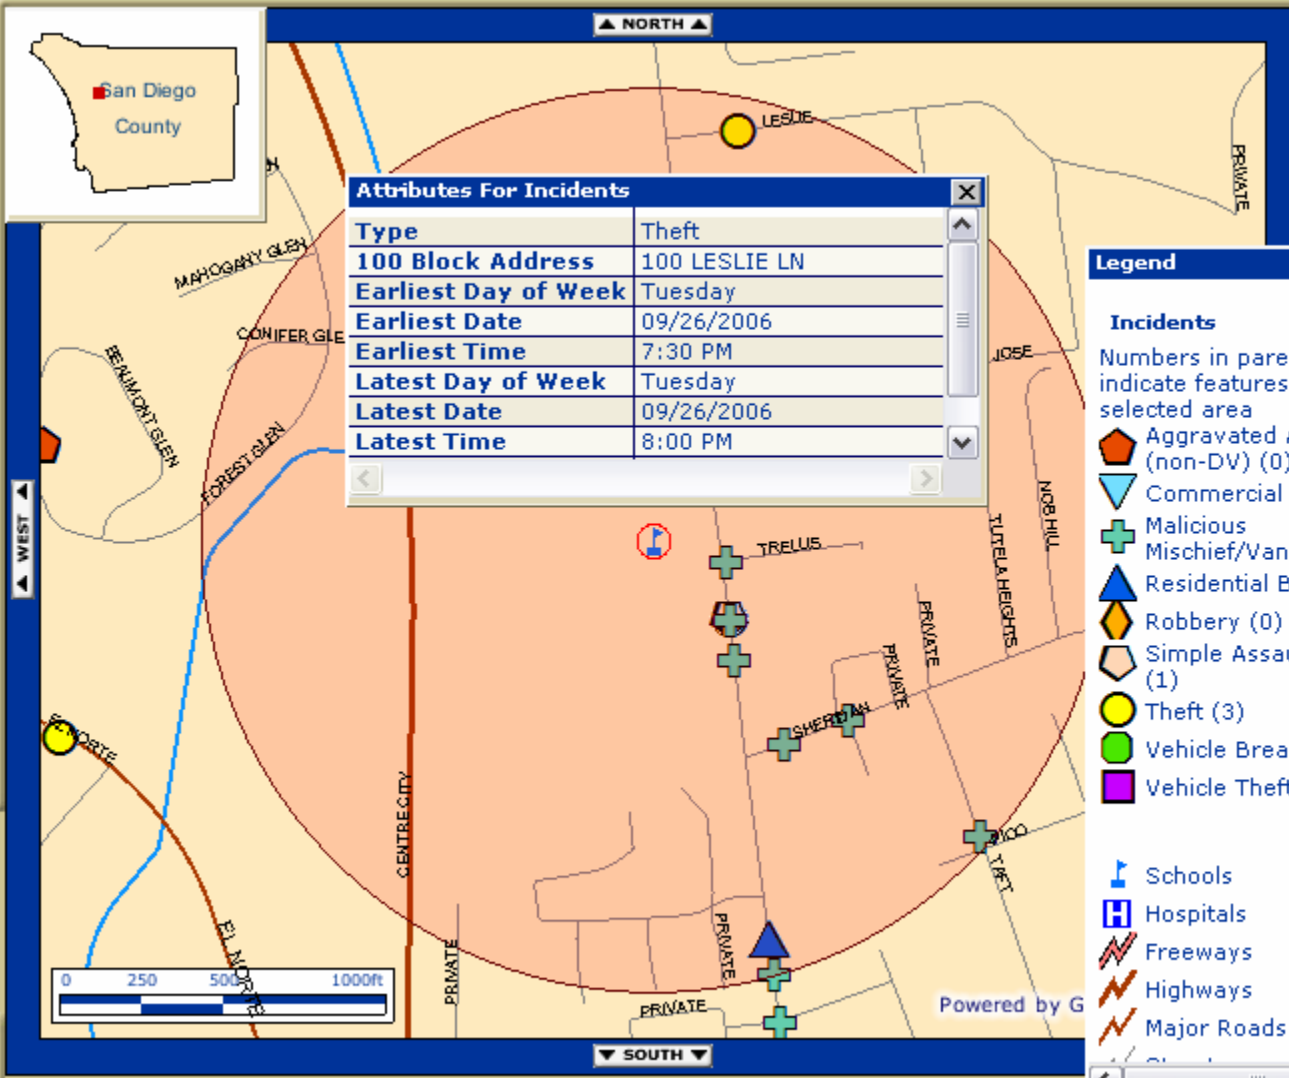 ▲ NORTH ▲
San Diego
County
LESLIE
PRIVATE
Attributes For Incidents
Type Theft
100 Block Address 100 LESLIE LN
Earliest Day of Week Tuesday
Earliest Date 09/26/2006
Earliest Time 7:30 PM
Latest Day of Week Tuesday
Latest Date 09/26/2006
Latest Time 8:00 PM
MAHOGANY GLEN
CONIFER GLE
BEAUMONT GLEN
FOREST GLEN
JOSE
NOB HILL
TUTELA HEIGHTS
WEST
TRELLIS
PRIVATE
PRIVATE
SHERIDAN
EL NORTE
CENTRE CITY
PICO
TAFT
EL NORTE
PRIVATE
PRIVATE
PRIVATE
0 250 500 1000ft
Powered by G
▼ SOUTH ▼
Legend
Incidents
Numbers in pare
indicate features
selected area
Aggravated A
(non-DV) (0)
Commercial
Malicious
Mischief/Van
Residential B
Robbery (0)
Simple Assau
(1)
Theft (3)
Vehicle Brea
Vehicle Theft
Schools
Hospitals
Freeways
Highways
Major Roads